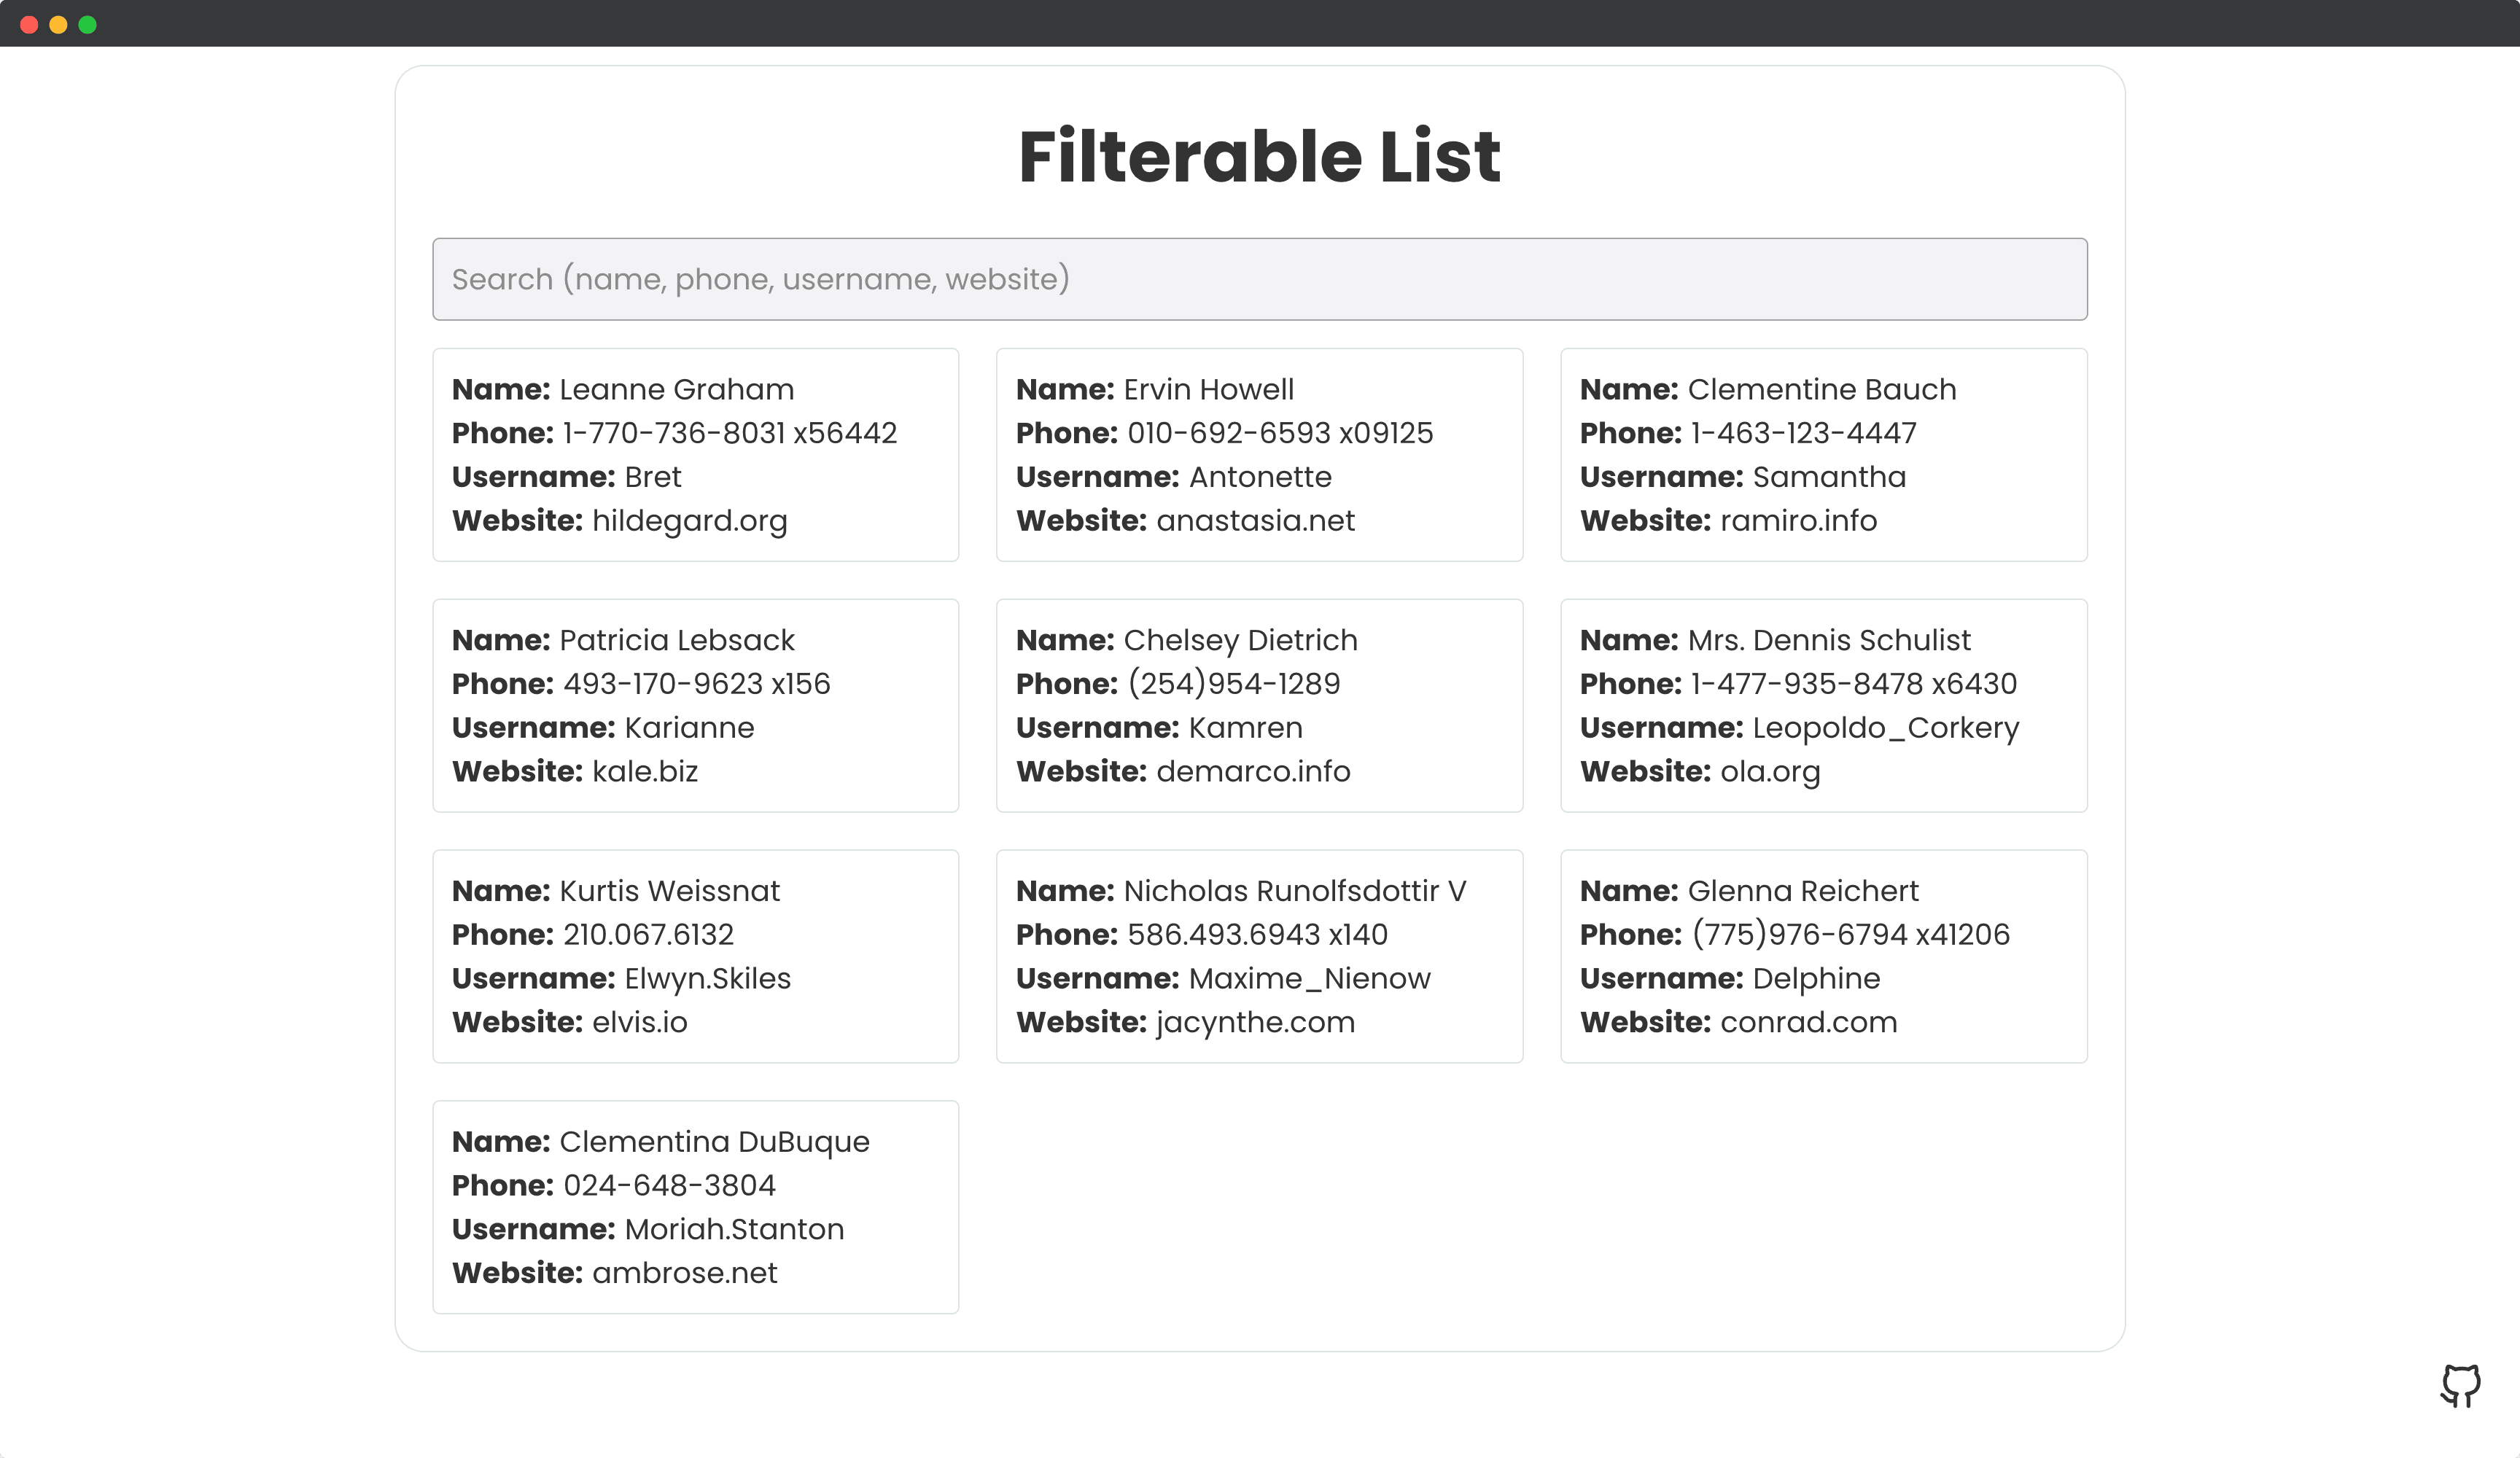 Filterable List
Search (name, phone, username, website)
Name: Leanne Graham
Phone: 1-770-736-8031 x56442
Username: Bret
Website: hildegard.org
Name: Ervin Howell
Phone: 010-692-6593 x09125
Username: Antonette
Website: anastasia.net
Name: Clementine Bauch
Phone: 1-463-123-4447
Username: Samantha
Website: ramiro.info
Name: Patricia Lebsack
Phone: 493-170-9623 x156
Username: Karianne
Website: kale.biz
Name: Chelsey Dietrich
Phone: (254)954-1289
Username: Kamren
Website: demarco.info
Name: Mrs. Dennis Schulist
Phone: 1-477-935-8478 x6430
Username: Leopoldo_Corkery
Website: ola.org
Name: Kurtis Weissnat
Phone: 210.067.6132
Username: Elwyn.Skiles
Website: elvis.io
Name: Nicholas Runolfsdottir V
Phone: 586.493.6943 x140
Username: Maxime_Nienow
Website: jacynthe.com
Name: Glenna Reichert
Phone: (775)976-6794 x41206
Username: Delphine
Website: conrad.com
Name: Clementina DuBuque
Phone: 024-648-3804
Username: Moriah.Stanton
Website: ambrose.net